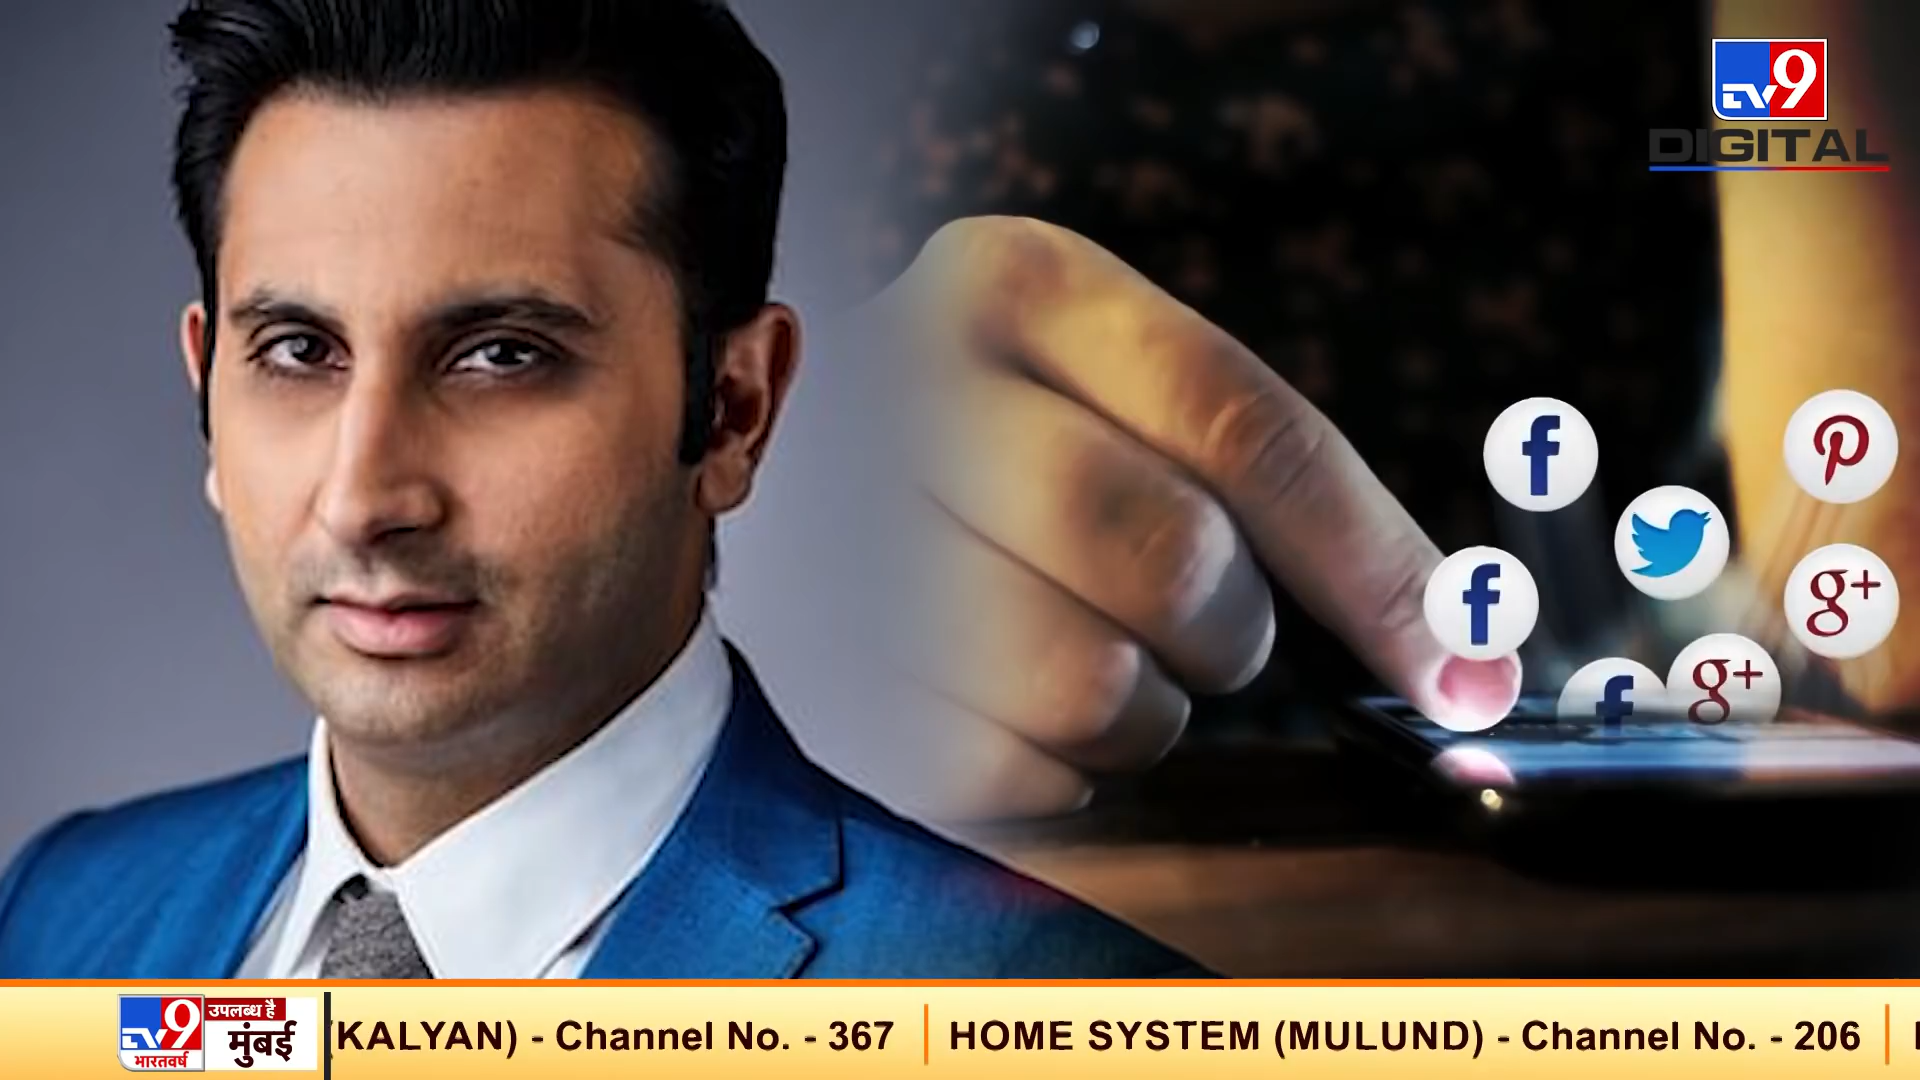 TV9
DIGITAL
f
f
f
g+
g+
TV9 उपलब्ध है
भारतवर्ष मुंबई
(KALYAN) - Channel No. - 367
HOME SYSTEM (MULUND) - Channel No. - 206